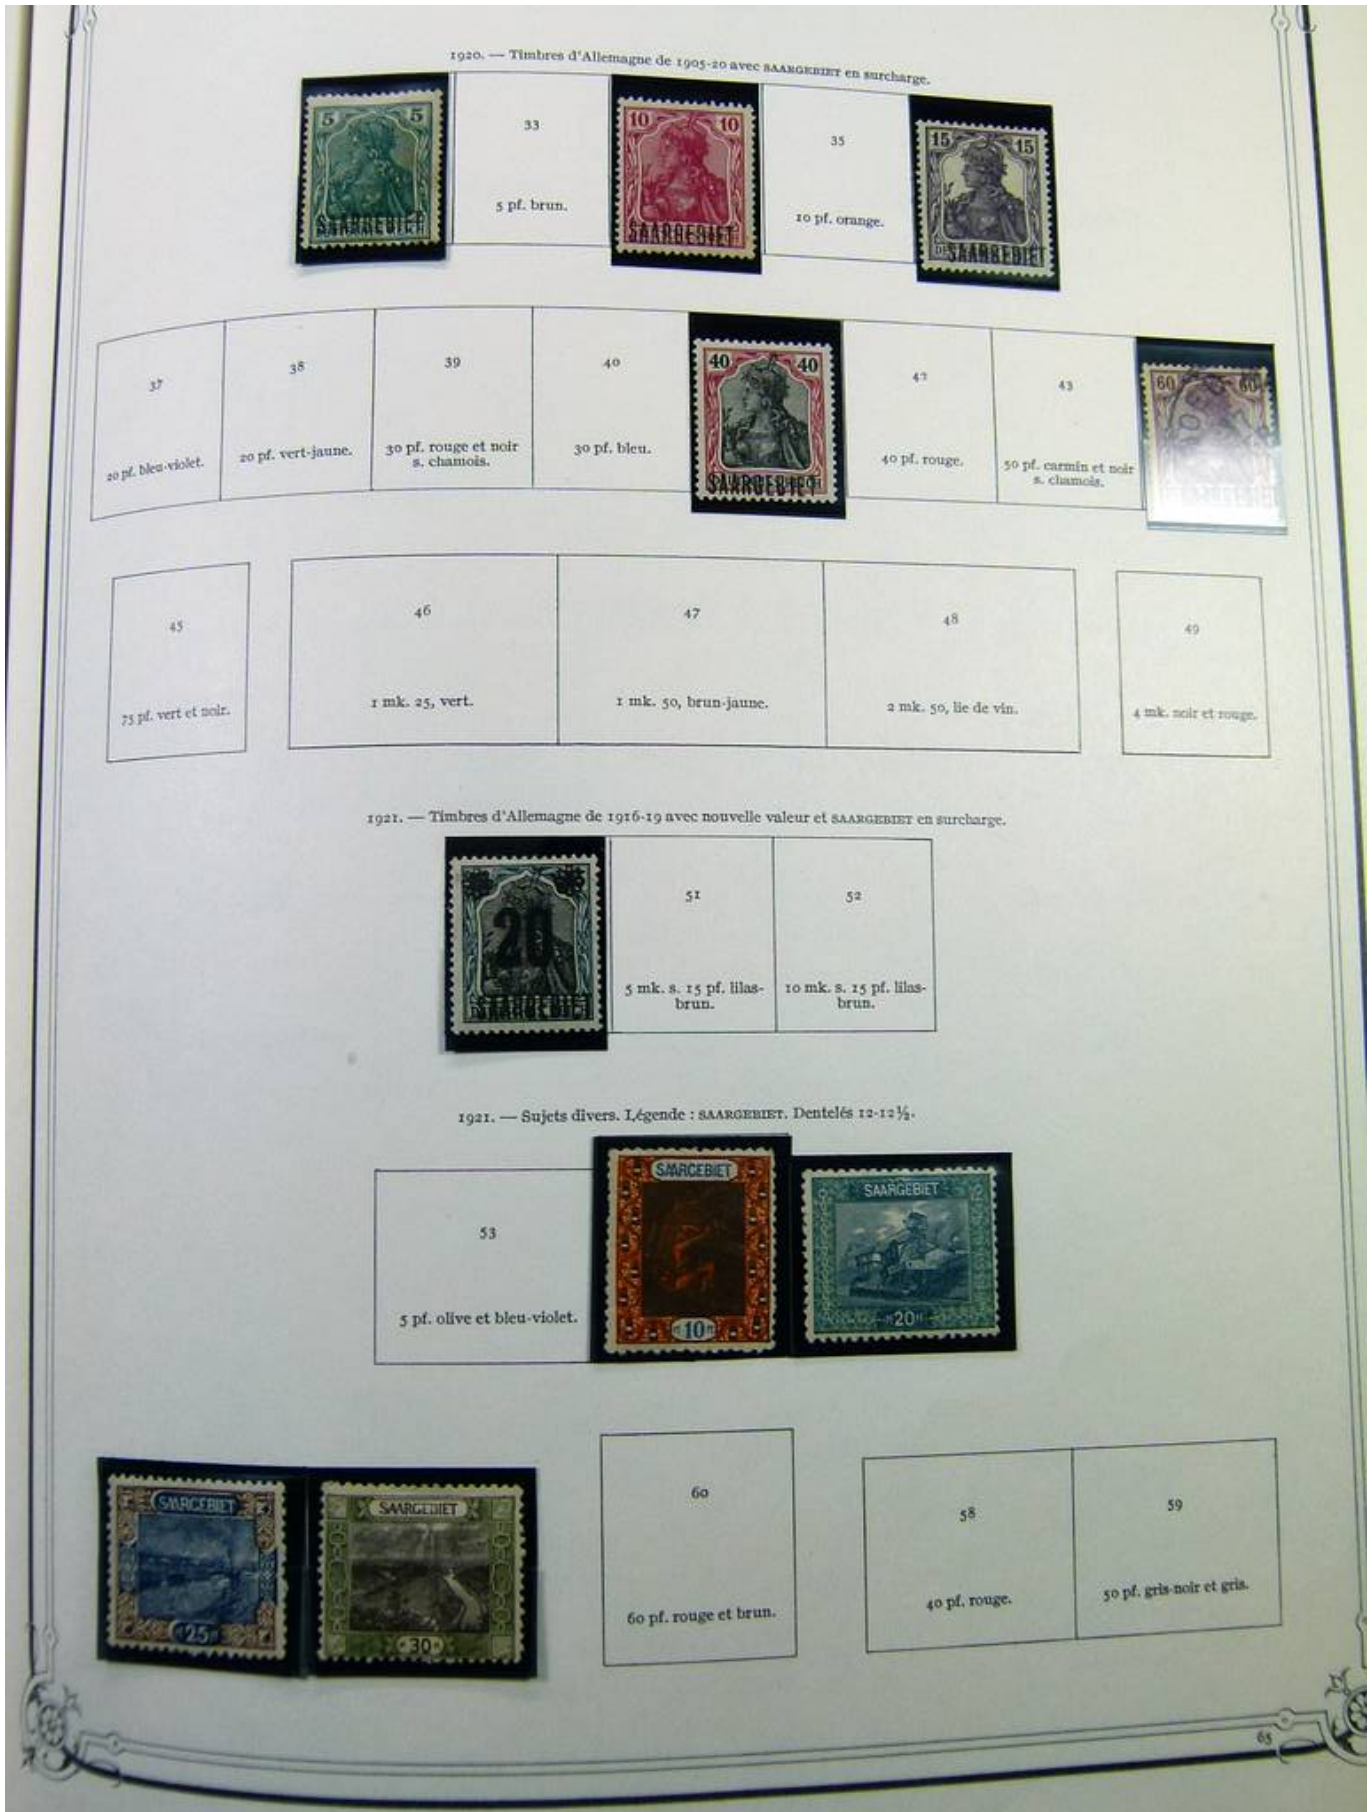 1920. — Timbres d'Allemagne de 1905-20 avec SAARGEBIET en surcharge.
5 5
SAARGEBIET
33
5 pf. brun.
10 10
SAARGEBIET
35
10 pf. orange.
15 15
SAARGEBIET
37
20 pf. bleu-violet.
38
20 pf. vert-jaune.
39
30 pf. rouge et noir
s. chamois.
40
30 pf. bleu.
40 40
SAARGEBIET
42
40 pf. rouge.
43
50 pf. carmin et noir
s. chamois.
60 60
45
75 pf. vert et noir.
46
1 mk. 25, vert.
47
1 mk. 50, brun-jaune.
48
2 mk. 50, lie de vin.
49
4 mk. noir et rouge.
1921. — Timbres d'Allemagne de 1916-19 avec nouvelle valeur et SAARGEBIET en surcharge.
20
SAARGEBIET
51
5 mk. s. 15 pf. lilas-
brun.
52
10 mk. s. 15 pf. lilas-
brun.
1921. — Sujets divers. Légende : SAARGEBIET. Dentelés 12-12½.
53
5 pf. olive et bleu-violet.
SAARGEBIET
10
SAARGEBIET
20
SAARGEBIET
25
SAARGEBIET
30
60
60 pf. rouge et brun.
58
40 pf. rouge.
59
50 pf. gris-noir et gris.
65